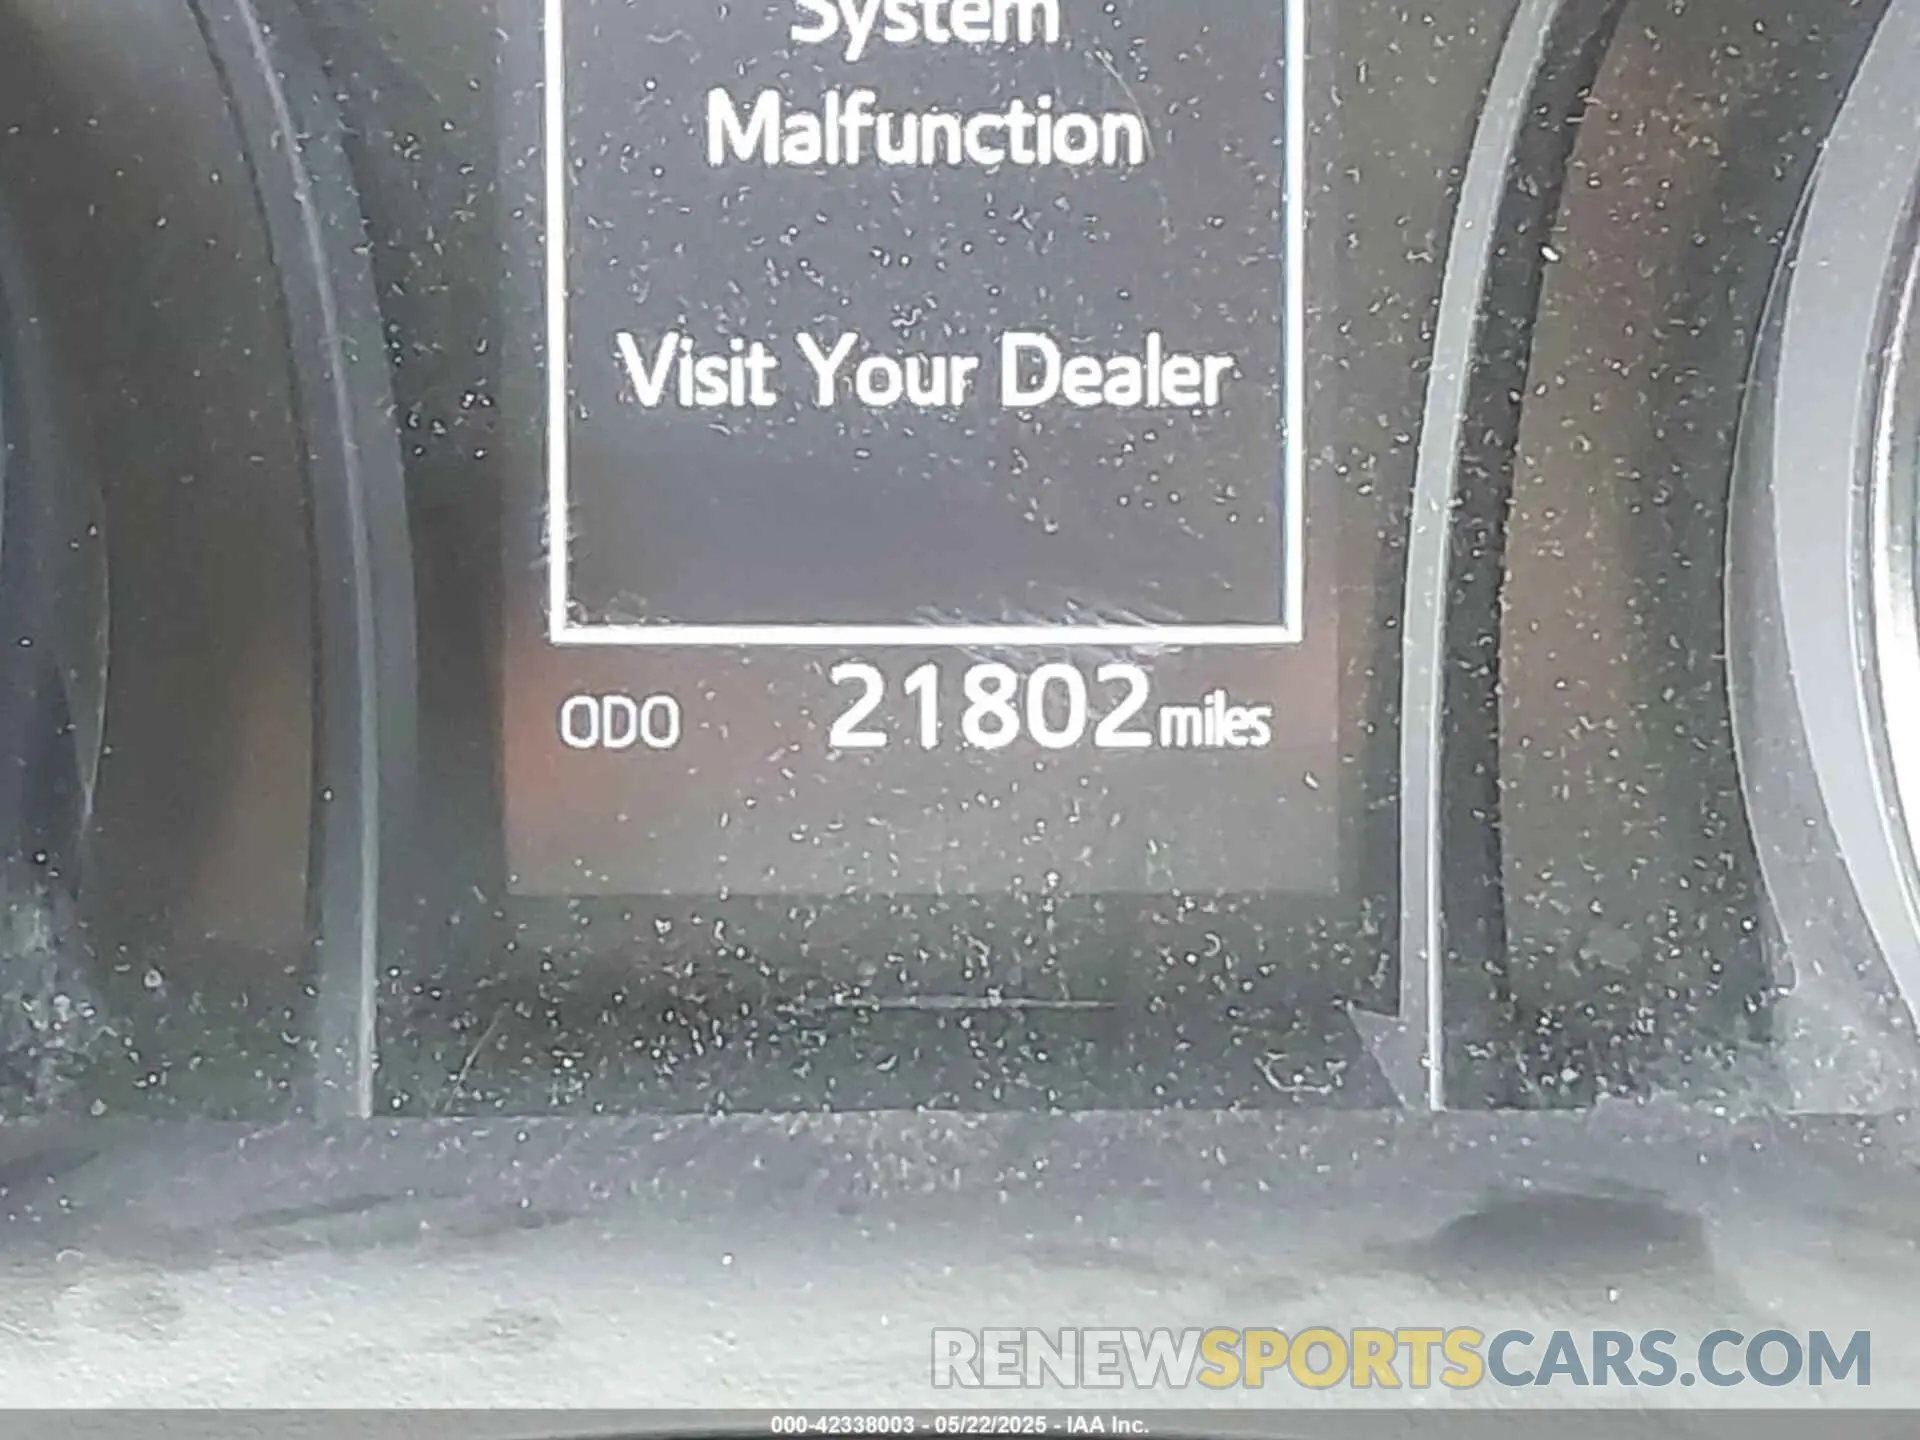 System
Malfunction
Visit Your Dealer
ODO 21802 miles
RENEWSPORTSCARS.COM
000-42338003 - 05/22/2025 - IAA Inc.